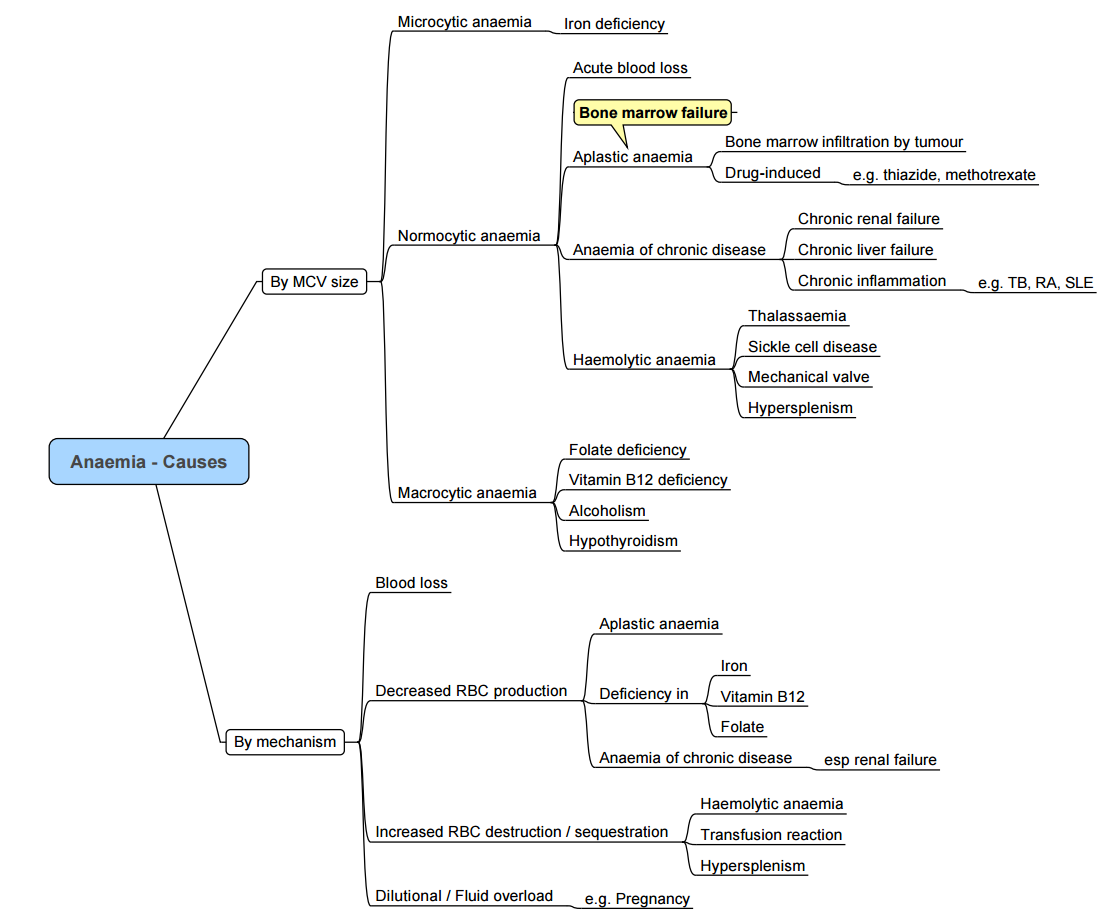 Anaemia - Causes
By MCV size
Microcytic anaemia
Iron deficiency
Normocytic anaemia
Acute blood loss
Bone marrow failure
Aplastic anaemia
Bone marrow infiltration by tumour
Drug-induced
e.g. thiazide, methotrexate
Anaemia of chronic disease
Chronic renal failure
Chronic liver failure
Chronic inflammation
e.g. TB, RA, SLE
Haemolytic anaemia
Thalassaemia
Sickle cell disease
Mechanical valve
Hypersplenism
Macrocytic anaemia
Folate deficiency
Vitamin B12 deficiency
Alcoholism
Hypothyroidism
By mechanism
Blood loss
Decreased RBC production
Aplastic anaemia
Deficiency in
Iron
Vitamin B12
Folate
Anaemia of chronic disease
esp renal failure
Increased RBC destruction / sequestration
Haemolytic anaemia
Transfusion reaction
Hypersplenism
Dilutional / Fluid overload
e.g. Pregnancy